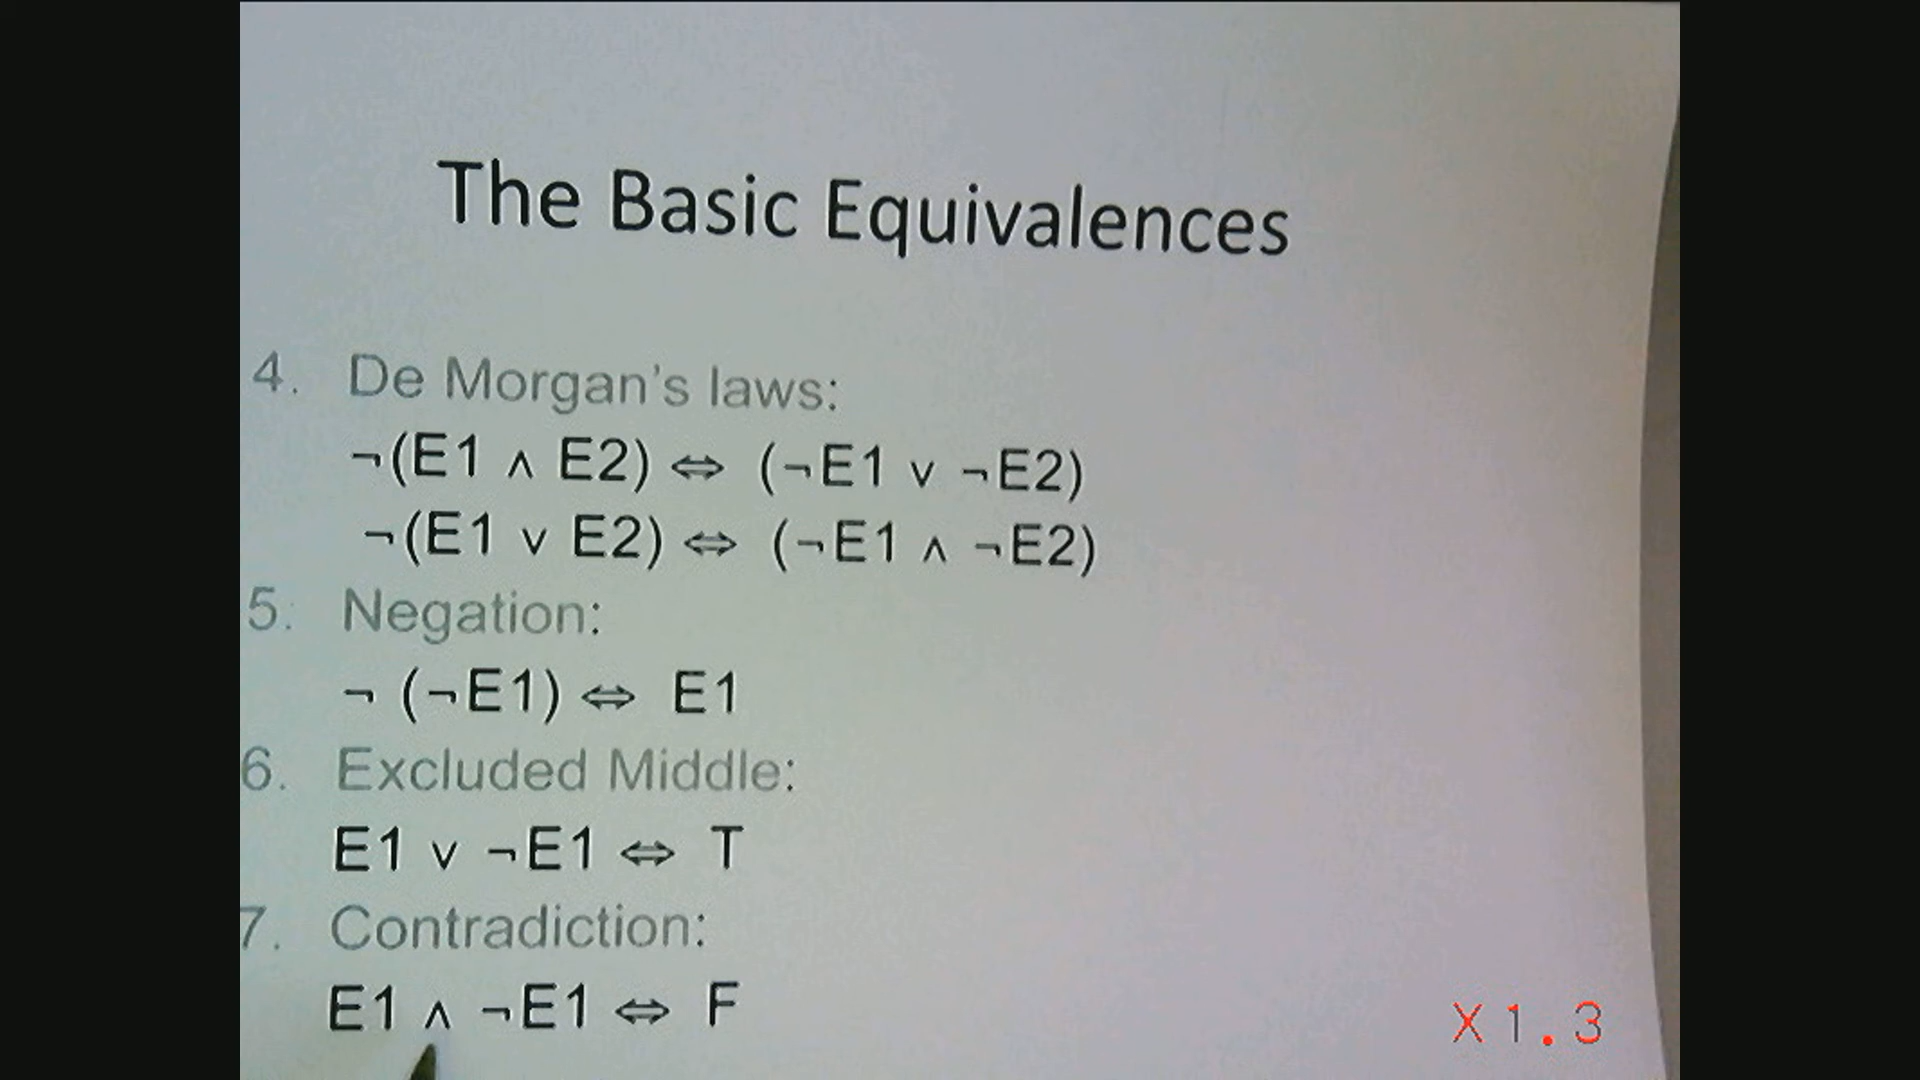 The Basic Equivalences
4. De Morgan's laws:
¬(E1 ∧ E2) ⇔ (¬E1 ∨ ¬E2)
¬(E1 ∨ E2) ⇔ (¬E1 ∧ ¬E2)
5. Negation:
¬ (¬E1) ⇔ E1
6. Excluded Middle:
E1 ∨ ¬E1 ⇔ T
7. Contradiction:
E1 ∧ ¬E1 ⇔ F
X1.3